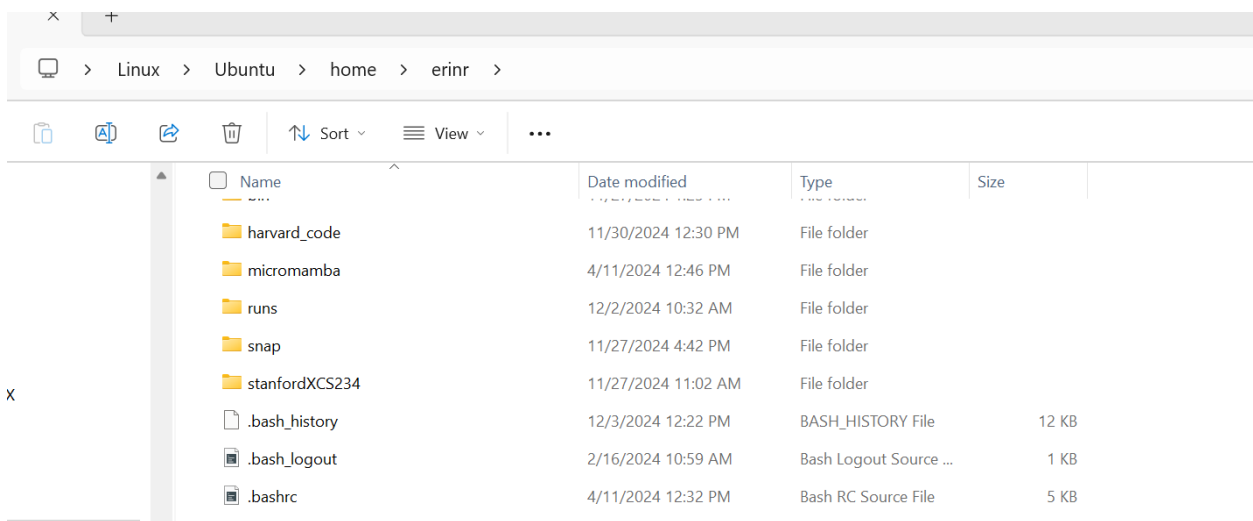 Linux > Ubuntu > home > erinr >
Sort View •••
Name Date modified Type Size
harvard_code 11/30/2024 12:30 PM File folder
micromamba 4/11/2024 12:46 PM File folder
runs 12/2/2024 10:32 AM File folder
snap 11/27/2024 4:42 PM File folder
stanfordXCS234 11/27/2024 11:02 AM File folder
X
.bash_history 12/3/2024 12:22 PM BASH_HISTORY File 12 KB
.bash_logout 2/16/2024 10:59 AM Bash Logout Source ... 1 KB
.bashrc 4/11/2024 12:32 PM Bash RC Source File 5 KB